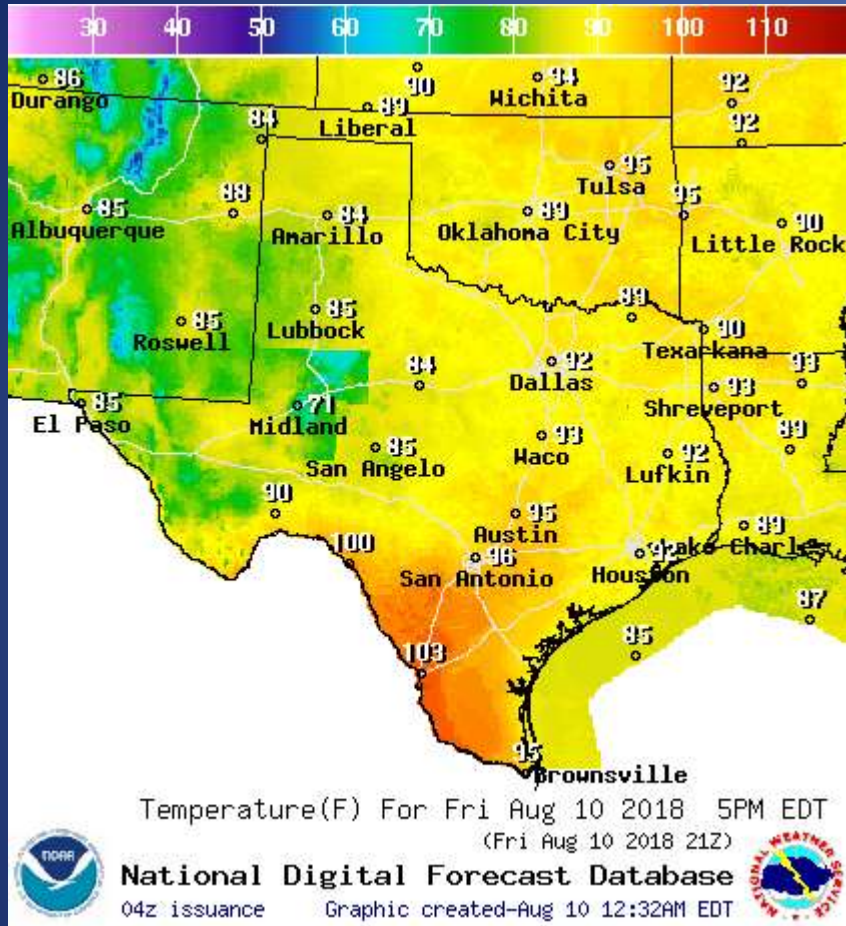 30 40 50 60 70 80 90 100 110
86
Durango
90
94
Wichita
92
89
Liberal
84
92
95
Tulsa
85
Albuquerque
88
84
Amarillo
89
Oklahoma City
95
90
Little Rock
85
Roswell
85
Lubbock
89
90
Texarkana
84
92
Dallas
93
Shreveport
93
85
El Paso
71
Midland
85
San Angelo
93
Waco
92
Lufkin
89
90
95
Austin
89
Lake Charles
100
96
San Antonio
92
Houston
87
85
103
95
Brownsville
Temperature(F) For Fri Aug 10 2018 5PM EDT
(Fri Aug 10 2018 21Z)
NOAA
National Digital Forecast Database
04z issuance Graphic created-Aug 10 12:32AM EDT
NATIONAL WEATHER SERVICE